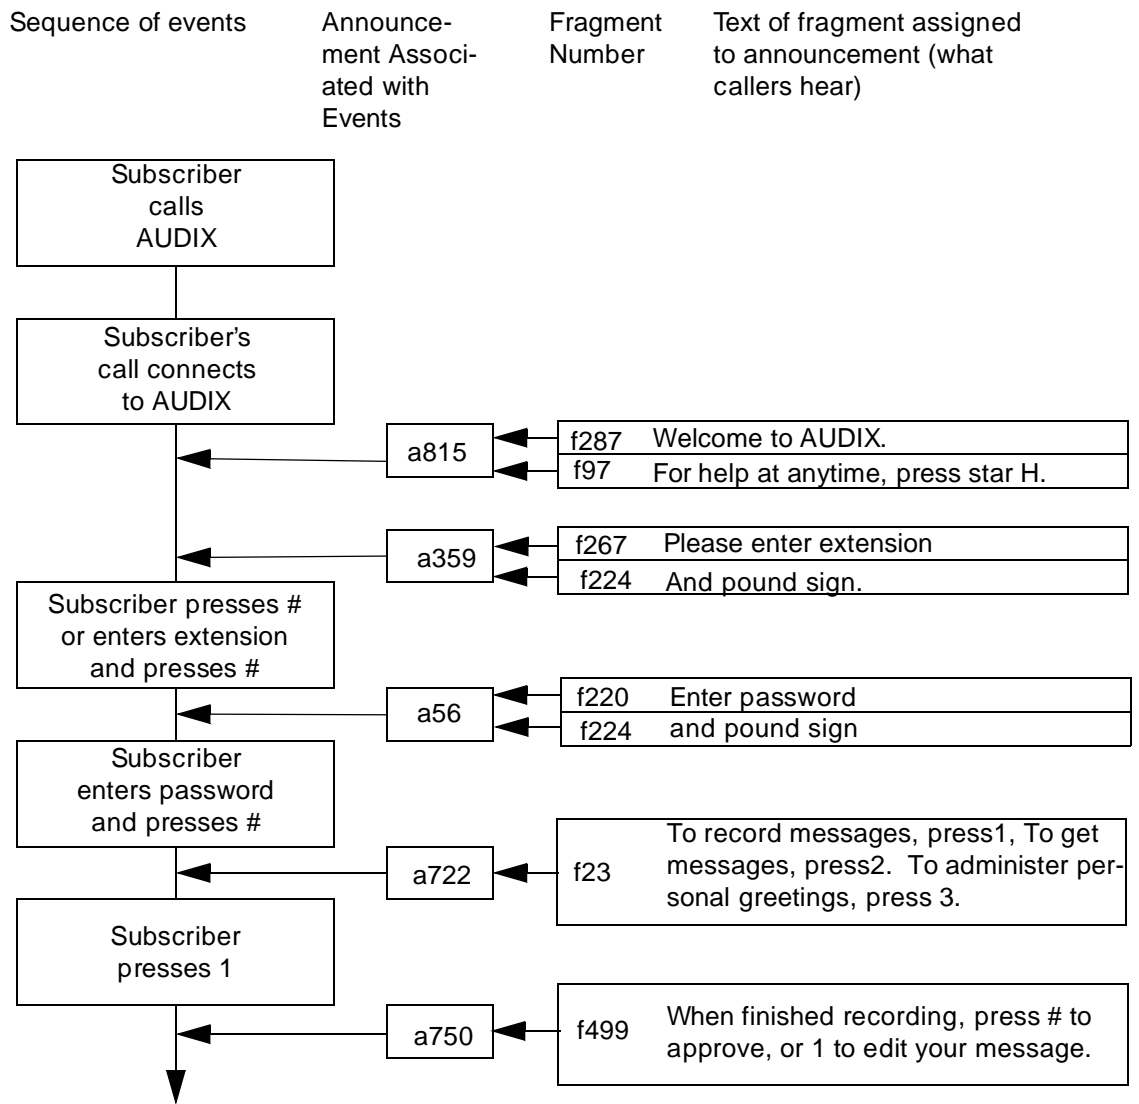 Sequence of events
Announce-
ment Associ-
ated with
Events
Fragment
Number
Text of fragment assigned
to announcement (what
callers hear)
Subscriber
calls
AUDIX
Subscriber's
call connects
to AUDIX
a815
f287 Welcome to AUDIX.
f97 For help at anytime, press star H.
a359
f267 Please enter extension
f224 And pound sign.
Subscriber presses #
or enters extension
and presses #
a56
f220 Enter password
f224 and pound sign
Subscriber
enters password
and presses #
a722
f23
To record messages, press1, To get
messages, press2. To administer per-
sonal greetings, press 3.
Subscriber
presses 1
a750
f499
When finished recording, press # to
approve, or 1 to edit your message.